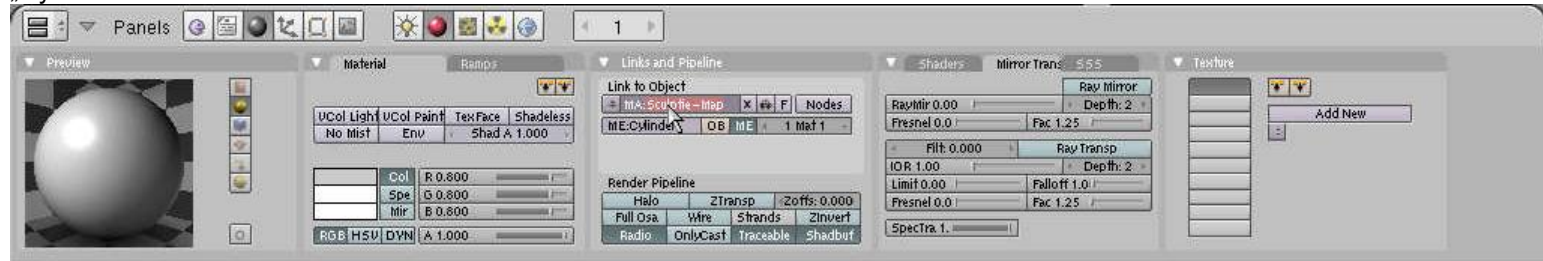 Panels 1
Preview
Material Ramps
VCol Light VCol Paint TexFace Shadeless
No Mist Env Shad A 1.000
Col R 0.800
Spe G 0.800
Mir B 0.800
RGB HSV DYN A 1.000
Links and Pipeline
Link to Object
MA:Sculptie-Map X F Nodes
ME:Cylinder OB ME 1 Mat 1
Render Pipeline
Halo ZTransp Zoffs: 0.000
Full Osa Wire Strands ZInvert
Radio OnlyCast Traceable Shadbuf
Shaders Mirror Trans SSS
Ray Mirror
RayMir 0.00 Depth: 2
Fresnel 0.0 Fac 1.25
Filt: 0.000 Ray Transp
IOR 1.00 Depth: 2
Limit 0.00 Falloff 1.0
Fresnel 0.0 Fac 1.25
SpecTra 1.
Texture
Add New